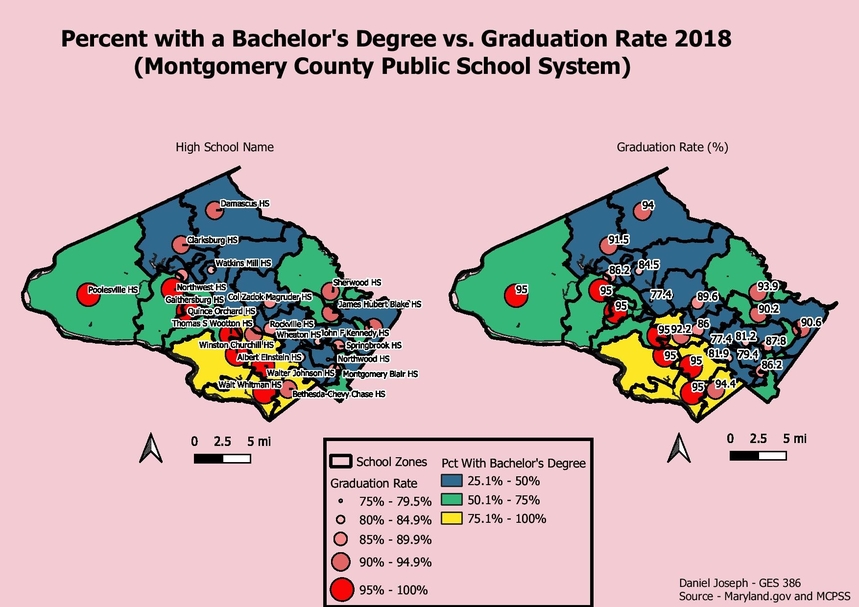 Percent with a Bachelor's Degree vs. Graduation Rate 2018
(Montgomery County Public School System)
High School Name
Graduation Rate (%)
Damascus HS
Clarksburg HS
Watkins Mill HS
Poolesville HS
Northwest HS
Sherwood HS
Gaithersburg HS
Col Zadok Magruder HS
James Hubert Blake HS
Quince Orchard HS
Thomas S Wootton HS
Rockville HS
Wheaton HS
John F Kennedy HS
Winston Churchill HS
Springbrook HS
Albert Einstein HS
Northwood HS
Walter Johnson HS
Montgomery Blair HS
Walt Whitman HS
Bethesda-Chevy Chase HS
94
91.5
86.2
84.5
95
95
77.4
89.6
93.9
95
90.2
95
92.2
86
90.6
77.4
81.2
87.8
95
95
81.9
79.4
86.2
95
94.4
0 2.5 5 mi
0 2.5 5 mi
School Zones
Graduation Rate
75% - 79.5%
80% - 84.9%
85% - 89.9%
90% - 94.9%
95% - 100%
Pct With Bachelor's Degree
25.1% - 50%
50.1% - 75%
75.1% - 100%
Daniel Joseph - GES 386
Source - Maryland.gov and MCPSS